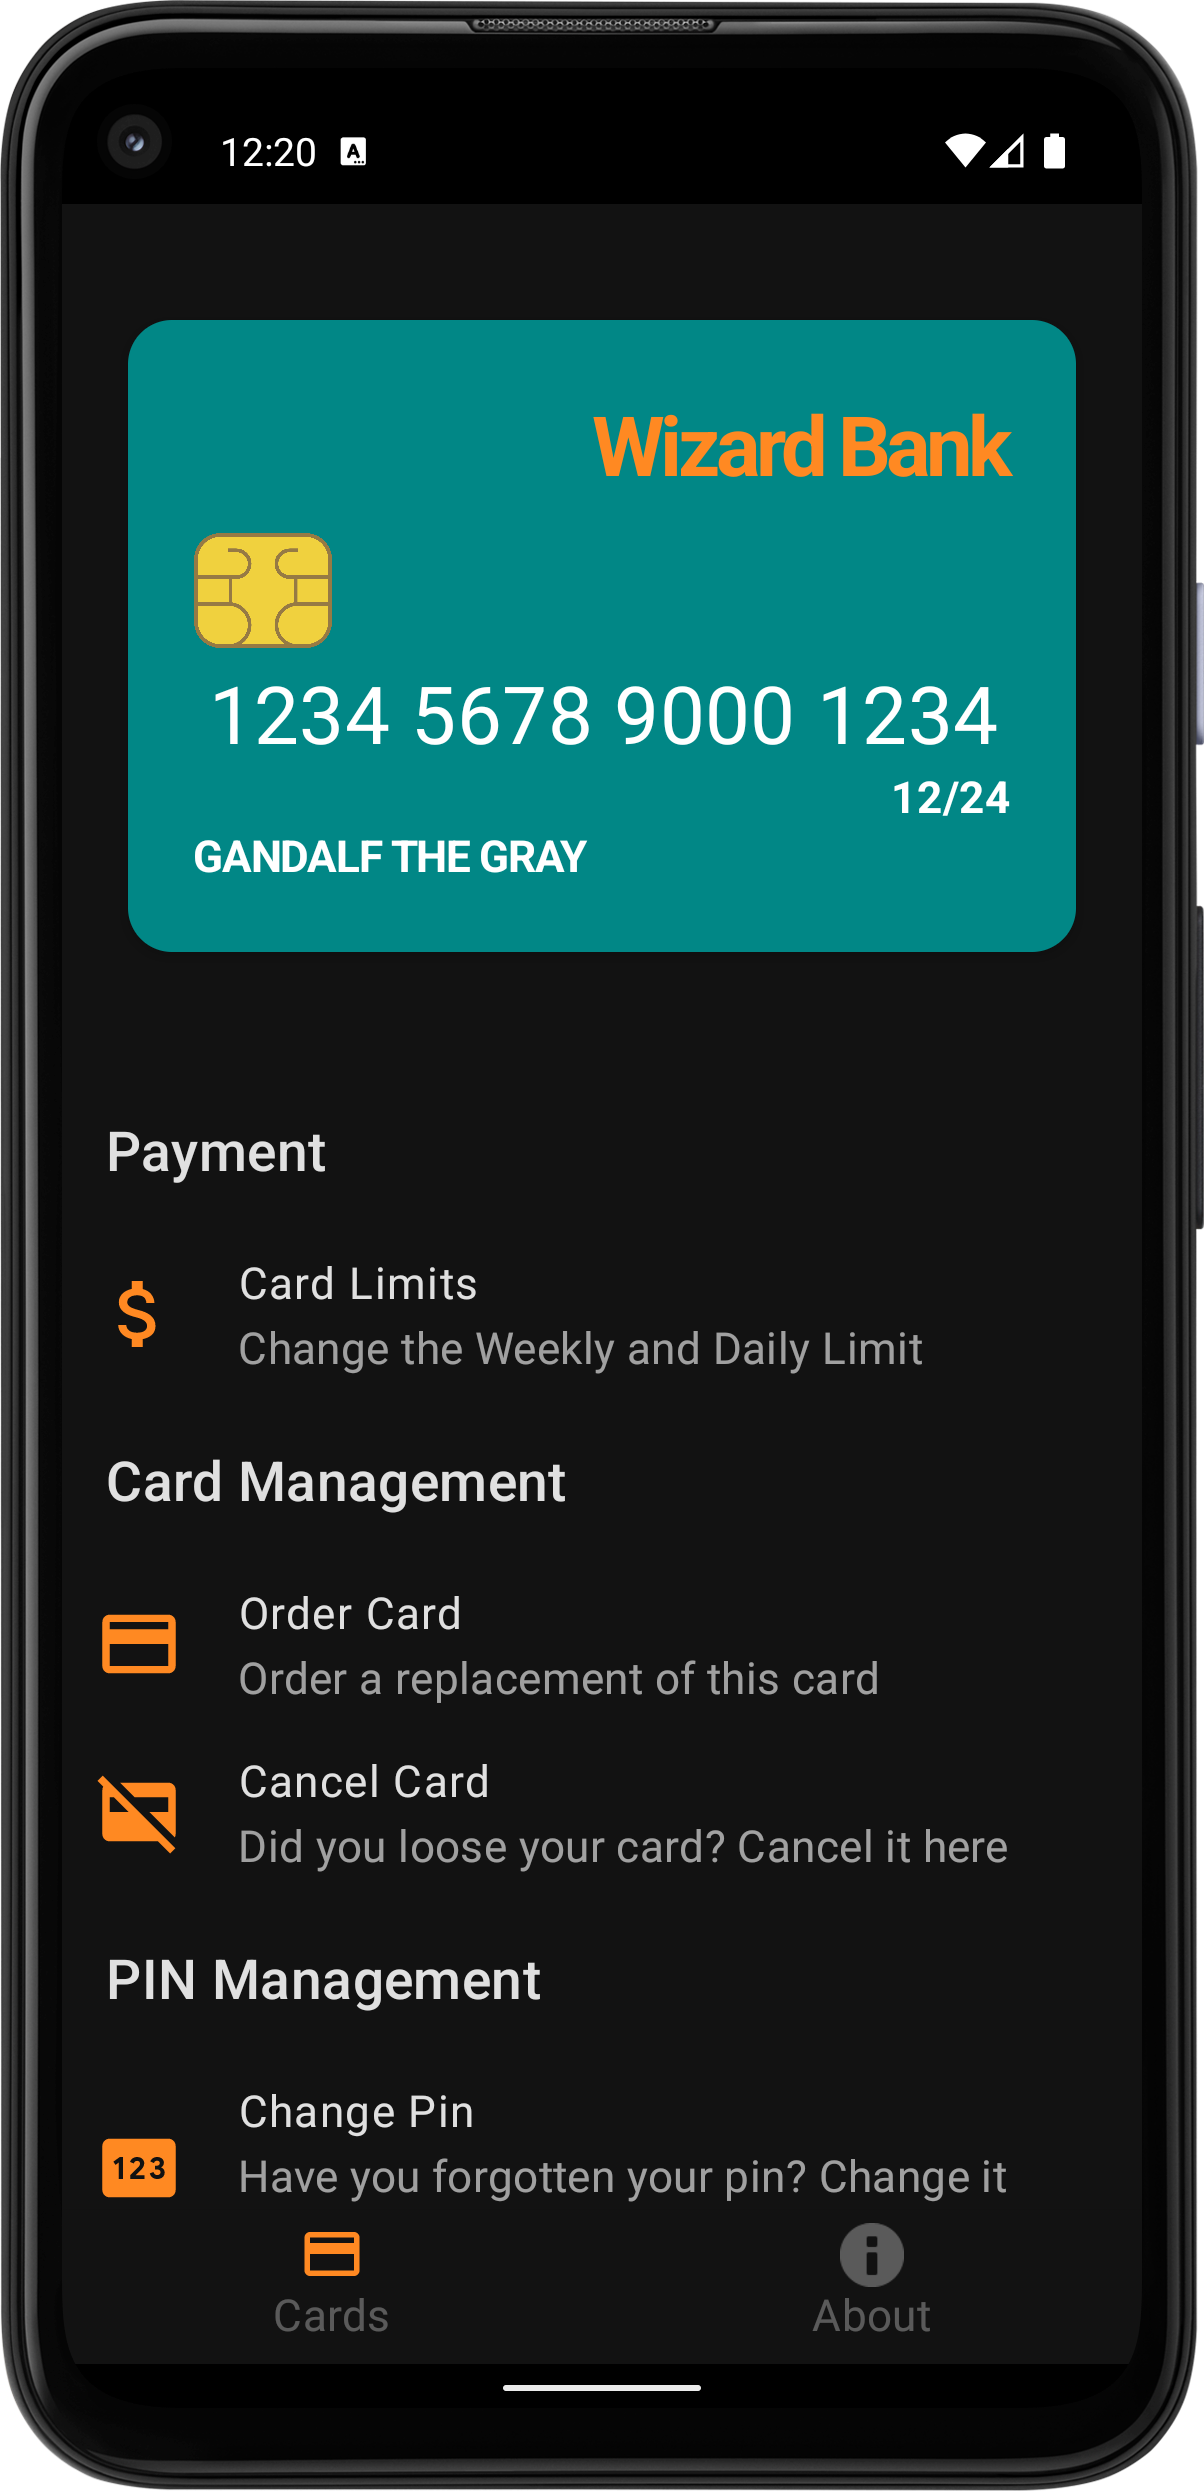 12:20
A
Wizard Bank
1234 5678 9000 1234
12/24
GANDALF THE GRAY
Payment
$
Card Limits
Change the Weekly and Daily Limit
Card Management
Order Card
Order a replacement of this card
Cancel Card
Did you loose your card? Cancel it here
PIN Management
Change Pin
123
Have you forgotten your pin? Change it
Cards
About